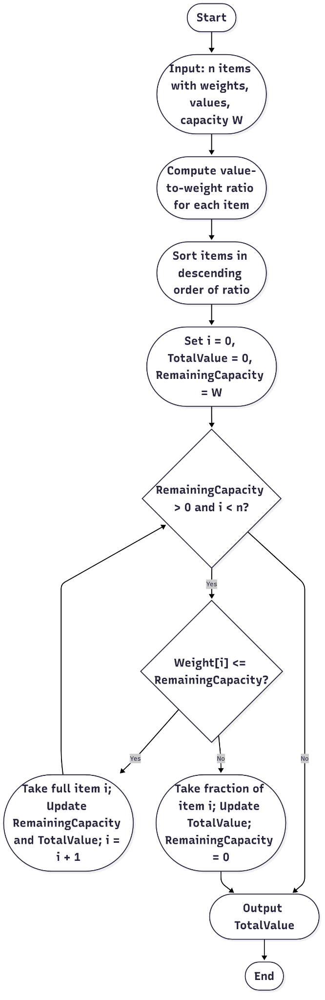 Start
Input: n items
with weights,
values,
capacity W
Compute value-
to-weight ratio
for each item
Sort items in
descending
order of ratio
Set i = 0,
TotalValue = 0,
RemainingCapacity
= W
RemainingCapacity
> 0 and i < n?
Yes
Weight[i] <=
RemainingCapacity?
Yes
No
No
Take full item i;
Update
RemainingCapacity
and TotalValue; i =
i + 1
Take fraction of
item i; Update
TotalValue;
RemainingCapacity
= 0
Output
TotalValue
End